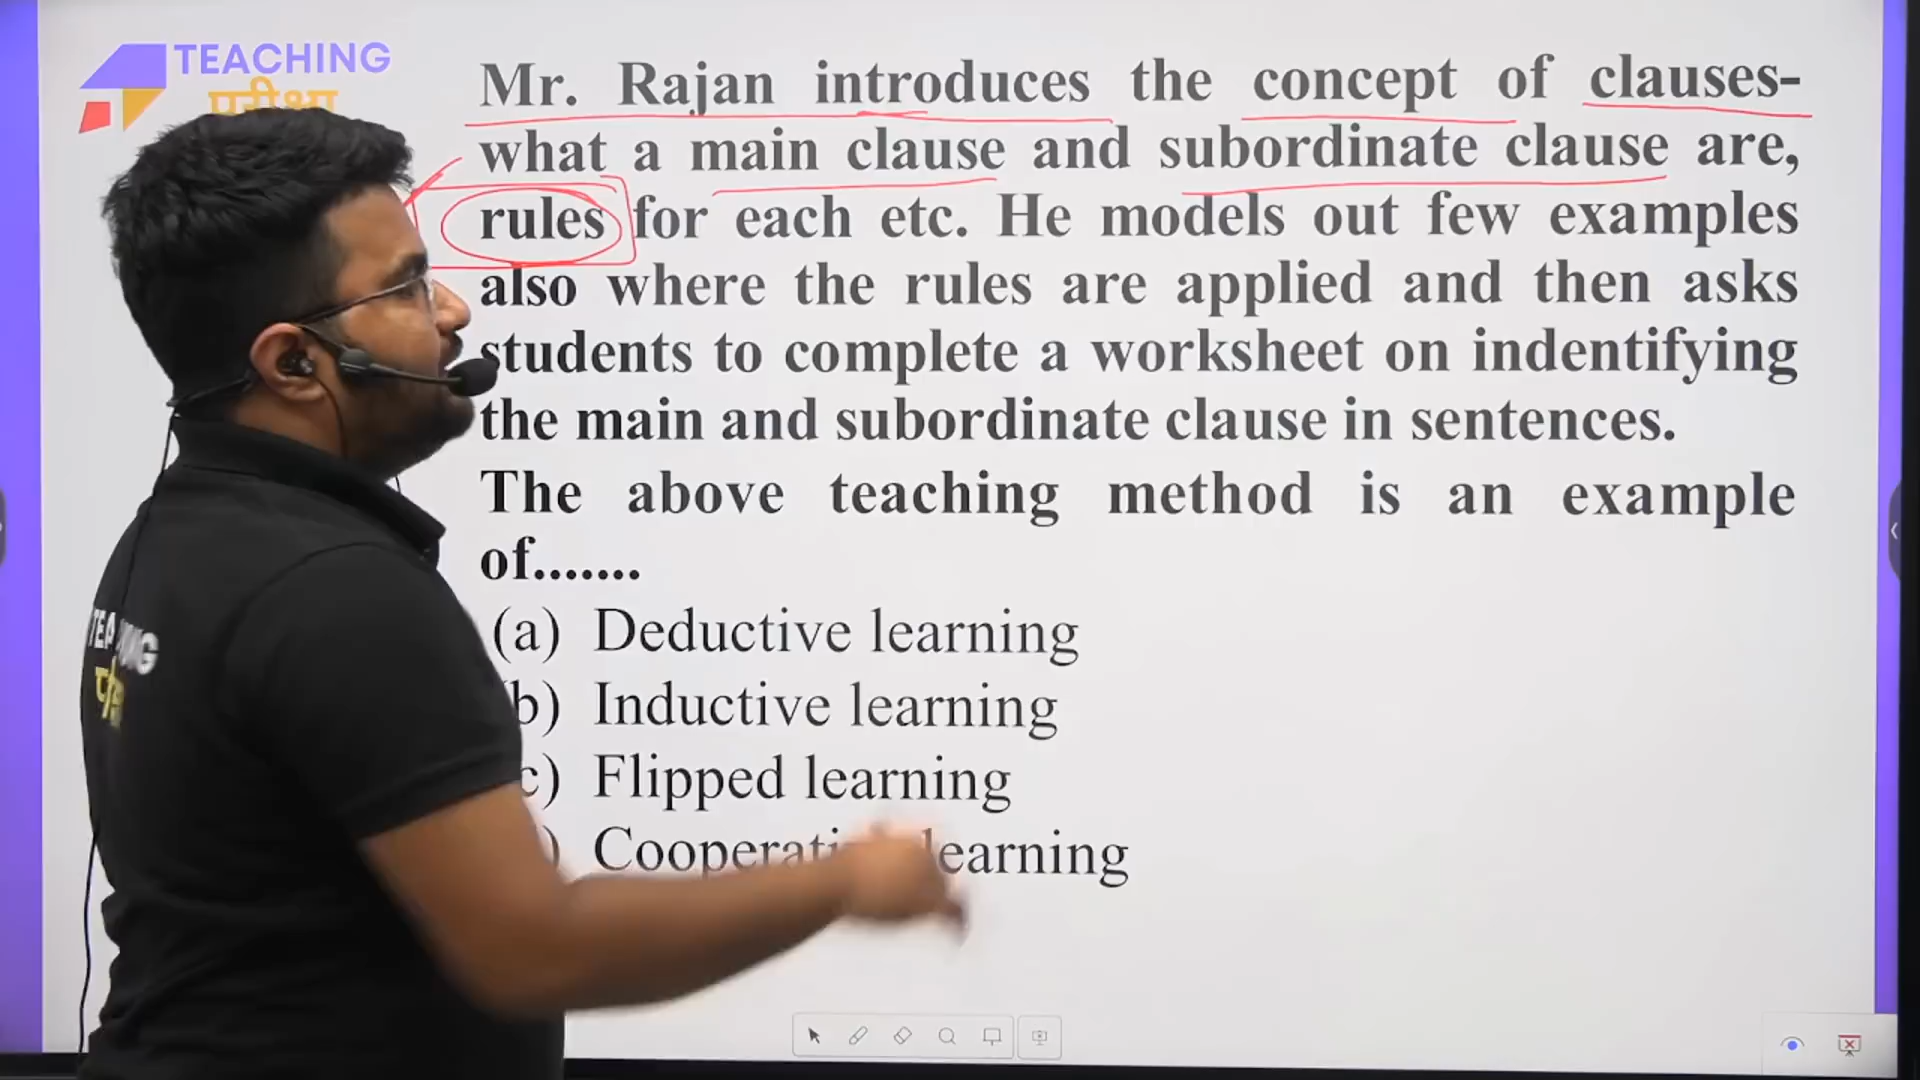 TEACHING
परीक्षा
Mr. Rajan introduces the concept of clauses-
what a main clause and subordinate clause are,
rules for each etc. He models out few examples
also where the rules are applied and then asks
students to complete a worksheet on indentifying
the main and subordinate clause in sentences.
The above teaching method is an example
of.......
(a) Deductive learning
b) Inductive learning
c) Flipped learning
) Cooperati learning